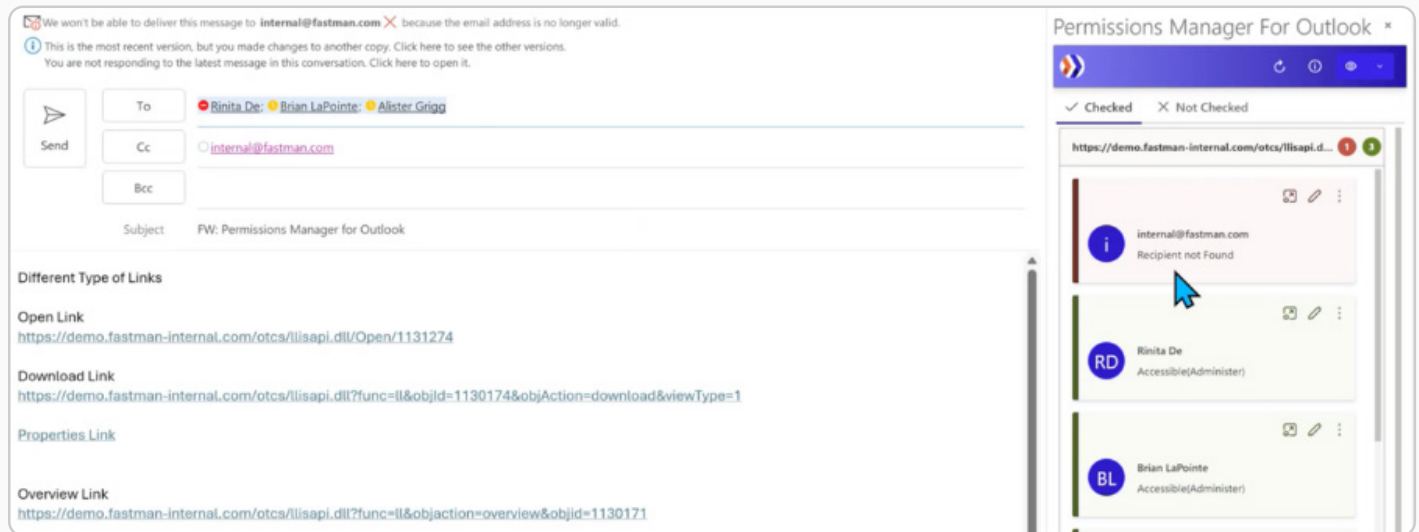 We won't be able to deliver this message to internal@fastman.com because the email address is no longer valid.
This is the most recent version, but you made changes to another copy. Click here to see the other versions.
You are not responding to the latest message in this conversation. Click here to open it.
Send
To
Rinita De; Brian LaPointe; Alister Grigg
Cc
internal@fastman.com
Bcc
Subject
FW: Permissions Manager for Outlook
Different Type of Links
Open Link
https://demo.fastman-internal.com/otcs/llisapi.dll/Open/1131274
Download Link
https://demo.fastman-internal.com/otcs/llisapi.dll?func=ll&objId=1130174&objAction=download&viewType=1
Properties Link
Overview Link
https://demo.fastman-internal.com/otcs/llisapi.dll?func=ll&objaction=overview&objid=1130171
Permissions Manager For Outlook
Checked
Not Checked
https://demo.fastman-internal.com/otcs/llisapi.d... 1 3
i
internal@fastman.com
Recipient not Found
RD
Rinita De
Accessible(Administer)
BL
Brian LaPointe
Accessible(Administer)